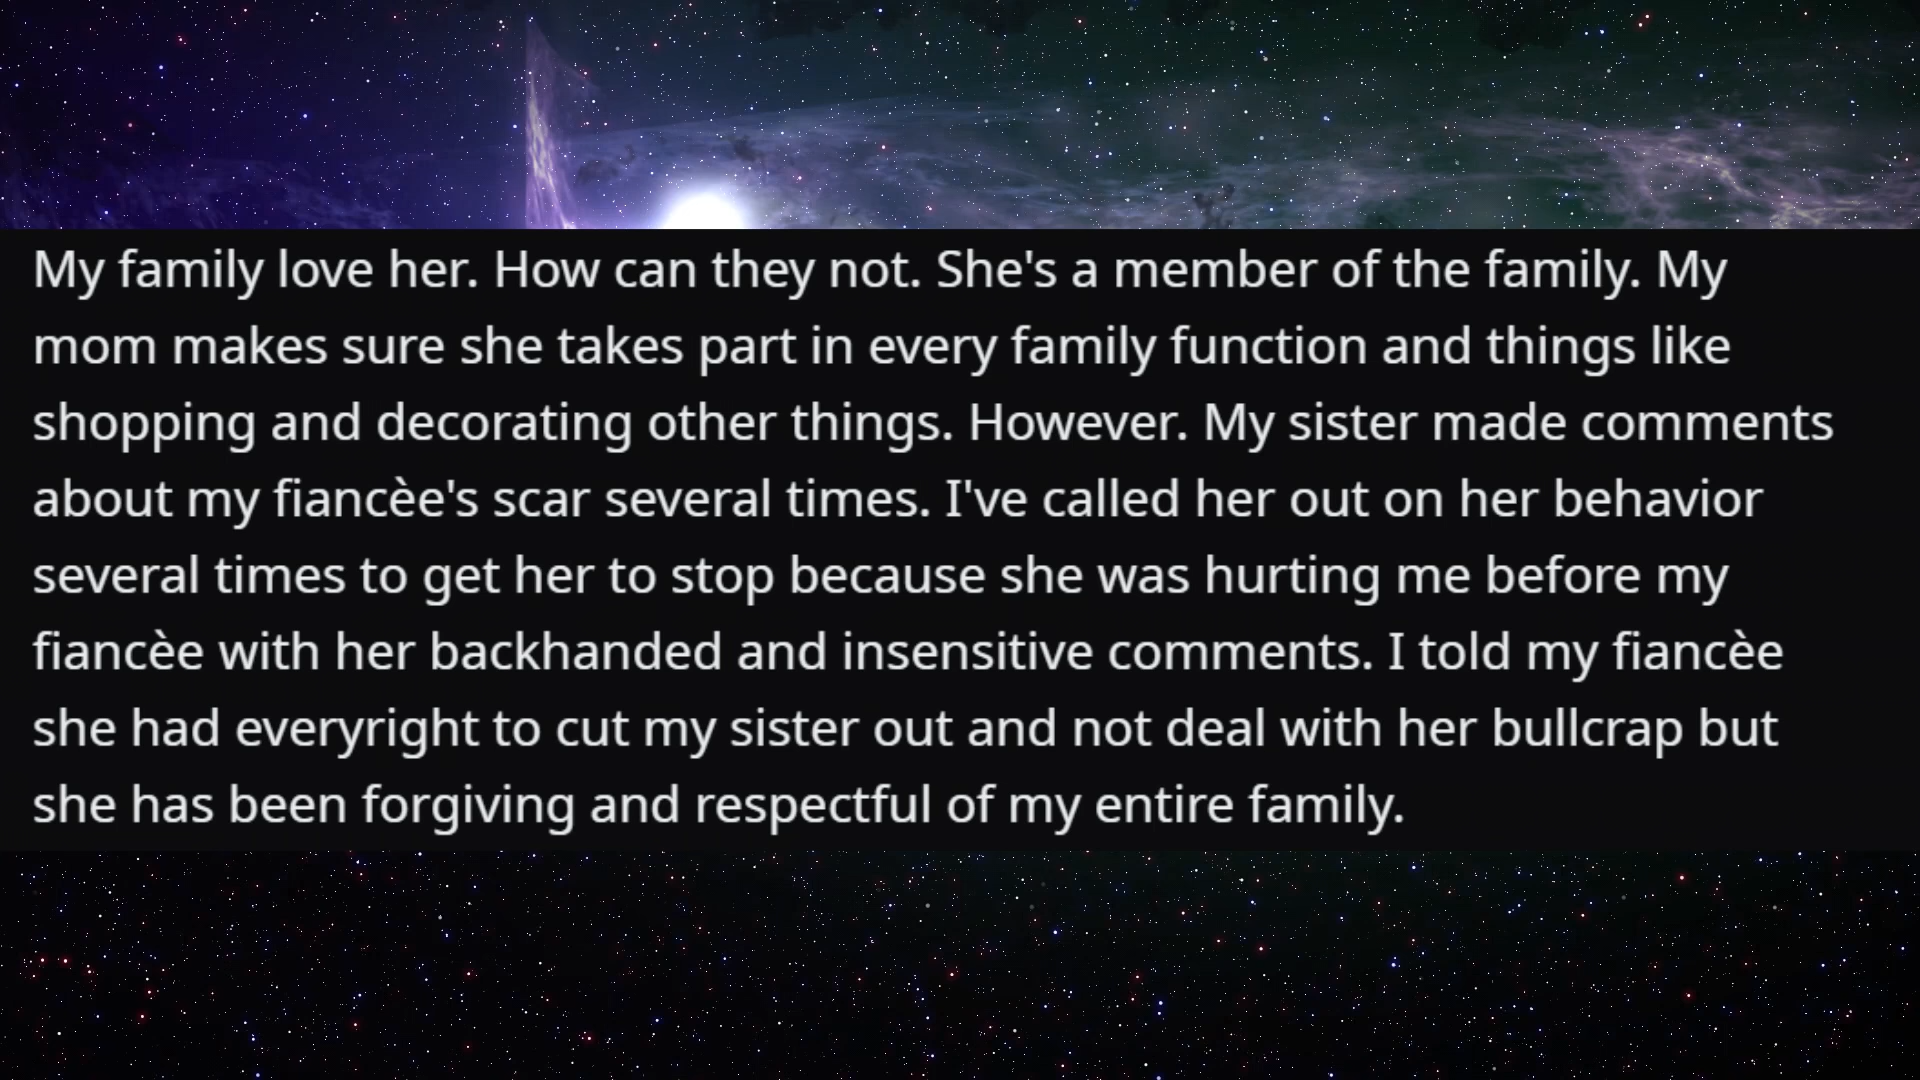 My family love her. How can they not. She's a member of the family. My
mom makes sure she takes part in every family function and things like
shopping and decorating other things. However. My sister made comments
about my fiancèe's scar several times. I've called her out on her behavior
several times to get her to stop because she was hurting me before my
fiancèe with her backhanded and insensitive comments. I told my fiancèe
she had everyright to cut my sister out and not deal with her bullcrap but
she has been forgiving and respectful of my entire family.